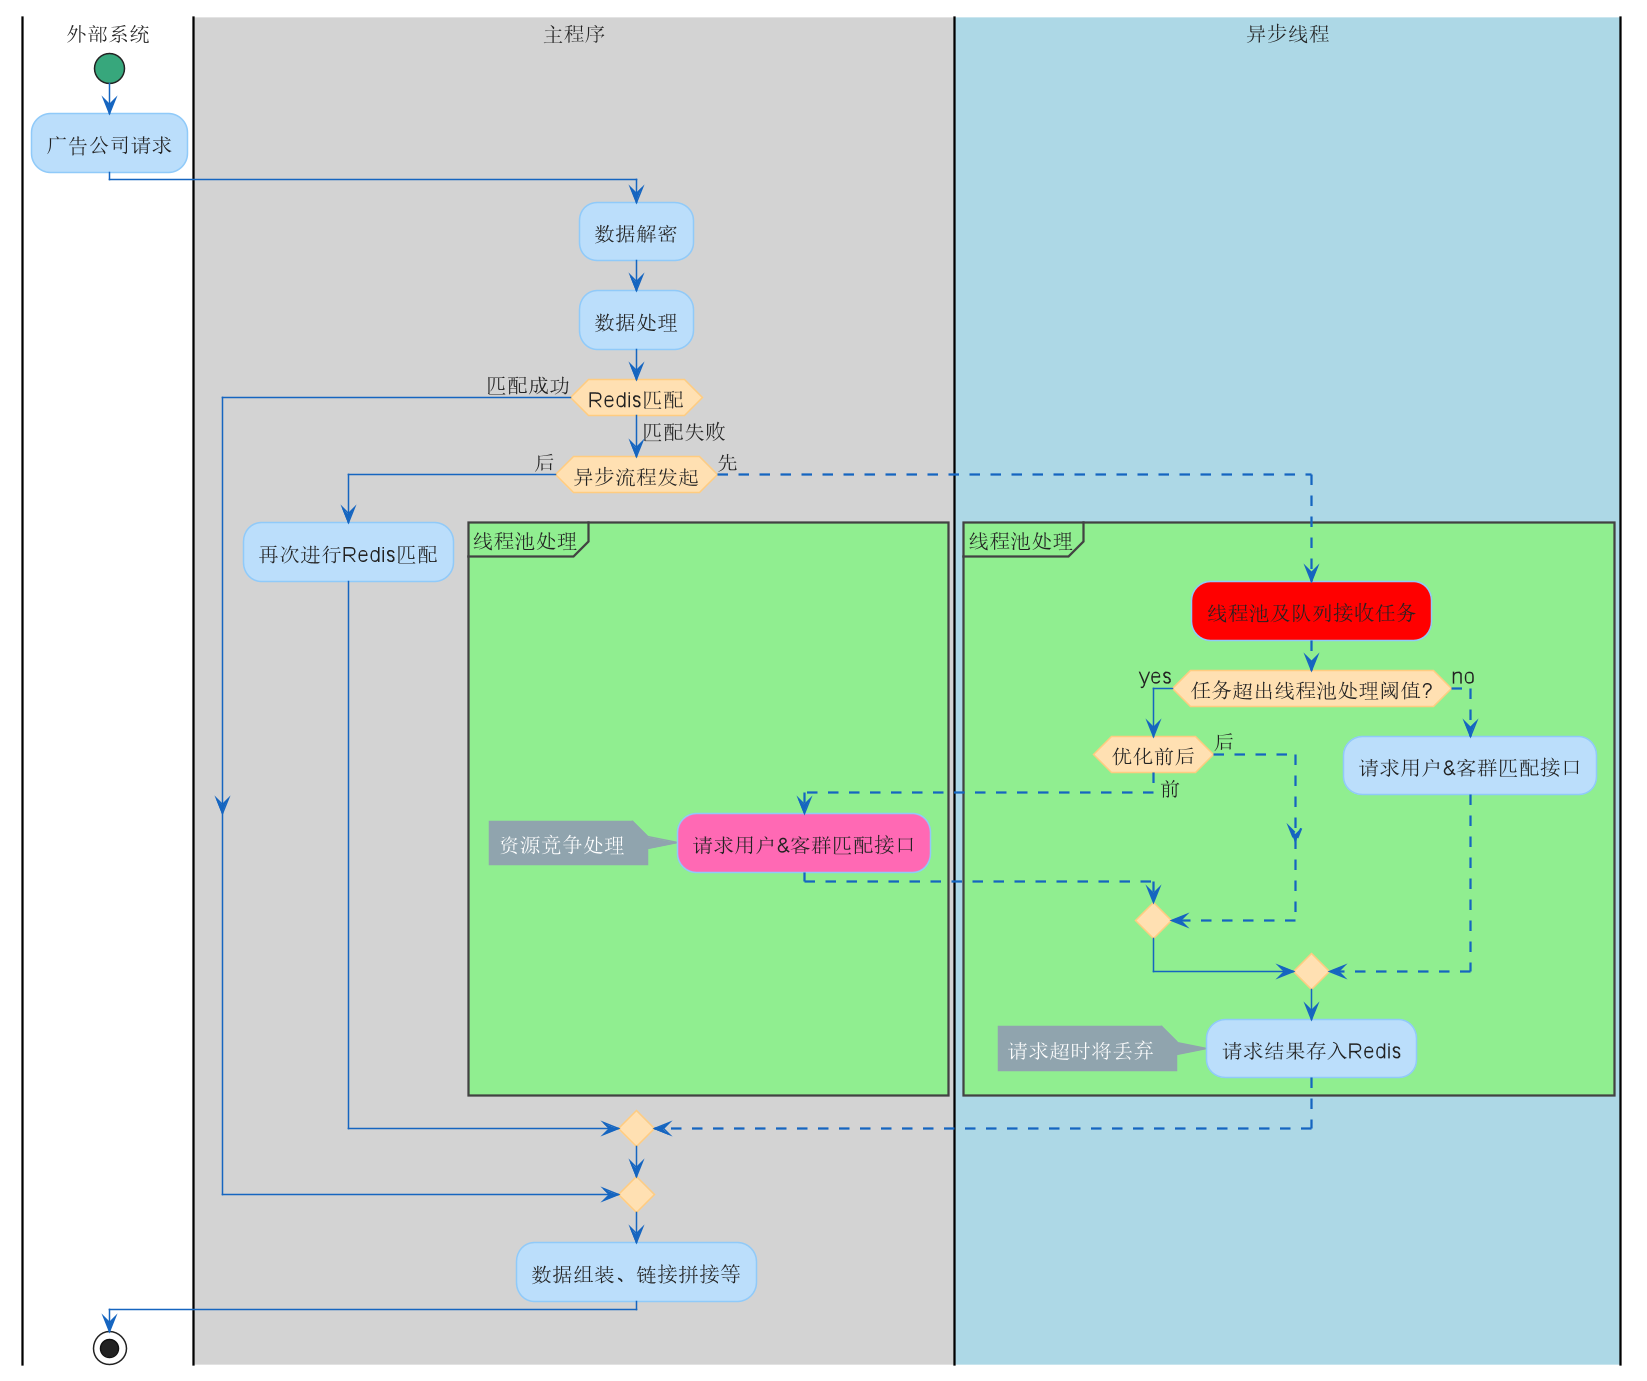 外部系统
主程序
异步线程
广告公司请求
数据解密
数据处理
匹配成功
Redis匹配
匹配失败
后
异步流程发起
先
再次进行Redis匹配
线程池处理
线程池处理
线程池及队列接收任务
yes
任务超出线程池处理阈值?
no
优化前后
后
前
请求用户&客群匹配接口
资源竞争处理
请求用户&客群匹配接口
请求超时将丢弃
请求结果存入Redis
数据组装、链接拼接等